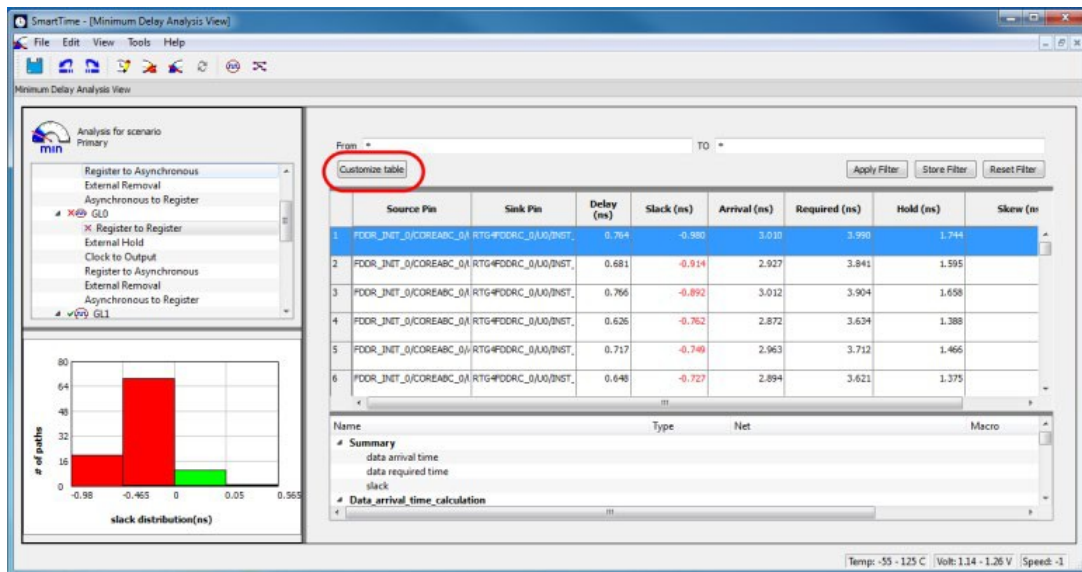 SmartTime - [Minimum Delay Analysis View]
File Edit View Tools Help
Minimum Delay Analysis View
min
Analysis for scenario
Primary
Register to Asynchronous
External Removal
Asynchronous to Register
GL0
Register to Register
External Hold
Clock to Output
Register to Asynchronous
External Removal
Asynchronous to Register
GL1
80
64
48
32
16
0
# of paths
-0.98 -0.465 0 0.05 0.565
slack distribution(ns)
From * TO *
Customize table Apply Filter Store Filter Reset Filter
Source Pin Sink Pin Delay (ns) Slack (ns) Arrival (ns) Required (ns) Hold (ns) Skew (ns
1 FDDR_INIT_0/COREABC_0/ RTG4FDDRC_0/U0/INST_ 0.764 -0.980 3.010 3.990 1.744
2 FDDR_INIT_0/COREABC_0/ RTG4FDDRC_0/U0/INST_ 0.681 -0.914 2.927 3.841 1.595
3 FDDR_INIT_0/COREABC_0/ RTG4FDDRC_0/U0/INST_ 0.766 -0.892 3.012 3.904 1.658
4 FDDR_INIT_0/COREABC_0/ RTG4FDDRC_0/U0/INST_ 0.626 -0.762 2.872 3.634 1.388
5 FDDR_INIT_0/COREABC_0/ RTG4FDDRC_0/U0/INST_ 0.717 -0.749 2.963 3.712 1.466
6 FDDR_INIT_0/COREABC_0/ RTG4FDDRC_0/U0/INST_ 0.648 -0.727 2.894 3.621 1.375
Name Type Net Macro
Summary
data arrival time
data required time
slack
Data_arrival_time_calculation
Temp: -55 - 125 C Volt: 1.14 - 1.26 V Speed: -1